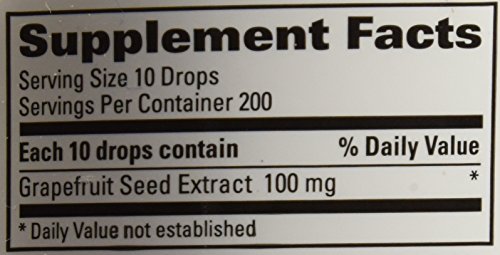 Supplement Facts
Serving Size 10 Drops
Servings Per Container 200
Each 10 drops contain % Daily Value
Grapefruit Seed Extract 100 mg *
* Daily Value not established